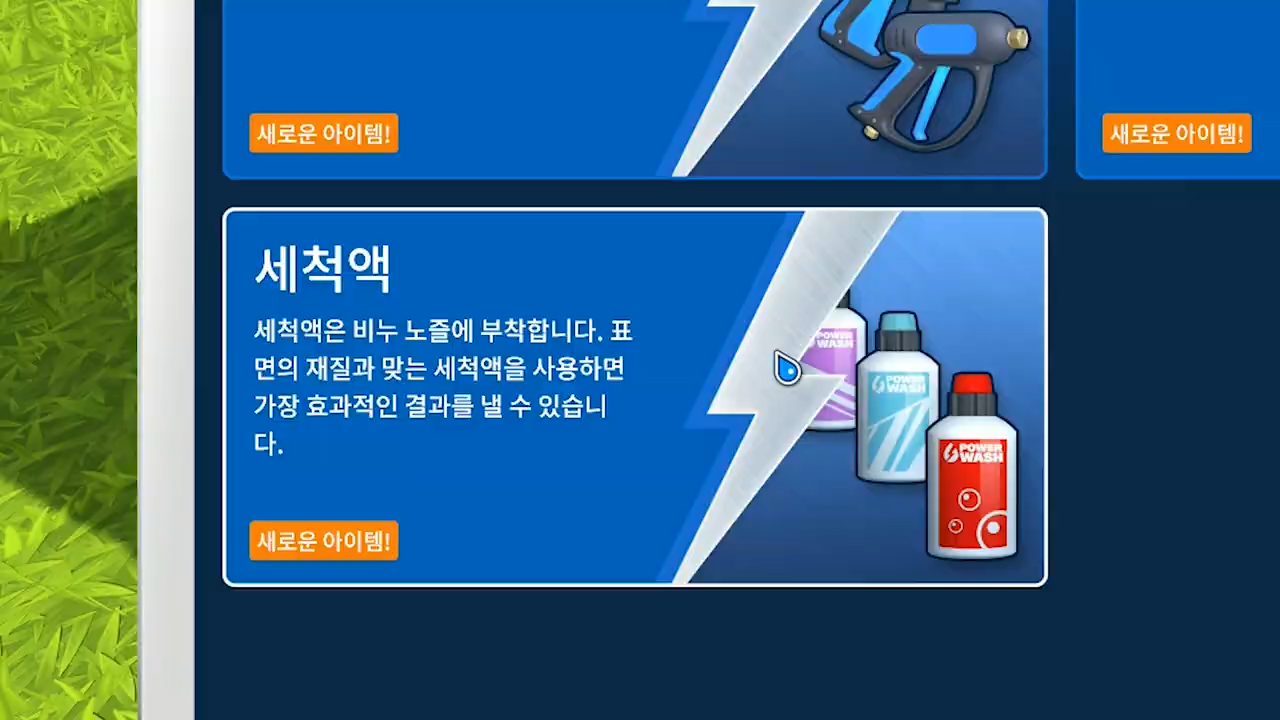 새로운 아이템!
새로운 아이템!
세척액
세척액은 비누 노즐에 부착합니다. 표
면의 재질과 맞는 세척액을 사용하면
가장 효과적인 결과를 낼 수 있습니
다.
POWER
WASH
POWER
WASH
POWER
WASH
새로운 아이템!